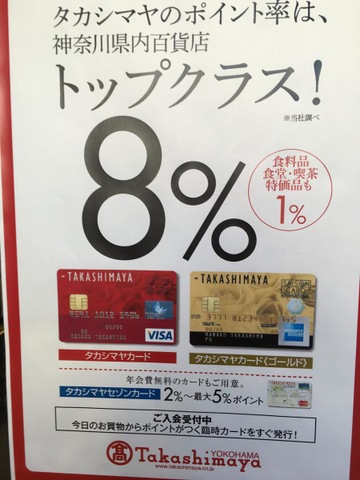 タカシマヤのポイント率は、
神奈川県内百貨店
トップクラス!
※当社調べ
8%
食料品
食堂・喫茶
特価品も
1%
-TAKASHIMAYA
VISA
タカシマヤカード
-TAKASHIMAYA
タカシマヤカード《ゴールド》
年会費無料のカードもご用意。
タカシマヤセゾンカード 2%~最大5%ポイント
ご入会受付中
今日のお買物からポイントがつく臨時カードをすぐ発行!
髙 Takashimaya YOKOHAMA
www.takashimaya.co.jp